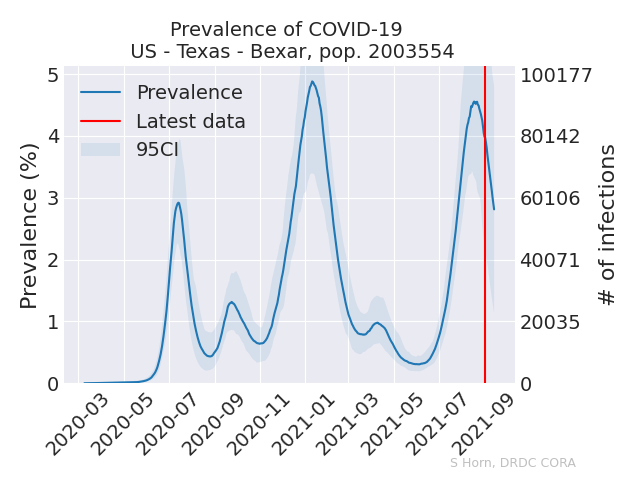 Prevalence of COVID-19
US - Texas - Bexar, pop. 2003554
Prevalence (%)
5
4
3
2
1
0
Prevalence
Latest data
95CI
100177
80142
60106
40071
20035
0
# of infections
2020-03
2020-05
2020-07
2020-09
2020-11
2021-01
2021-03
2021-05
2021-07
2021-09
S Horn, DRDC CORA